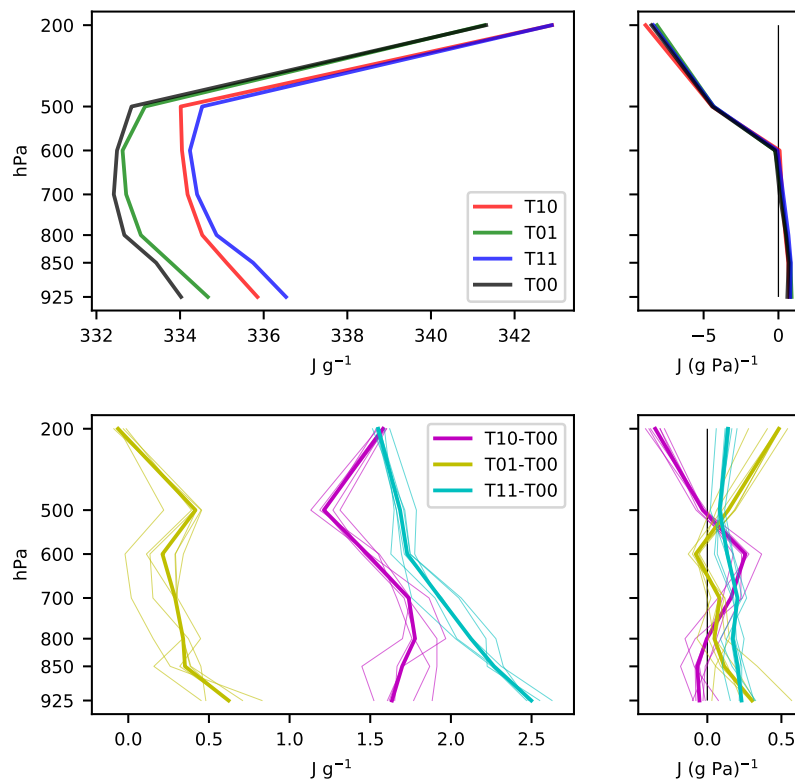 200
500
600
700
800
850
925
hPa
T10
T01
T11
T00
332 334 336 338 340 342
J g⁻¹
−5 0
J (g Pa)⁻¹
200
500
600
700
800
850
925
hPa
T10-T00
T01-T00
T11-T00
0.0 0.5 1.0 1.5 2.0 2.5
J g⁻¹
0.0 0.5
J (g Pa)⁻¹